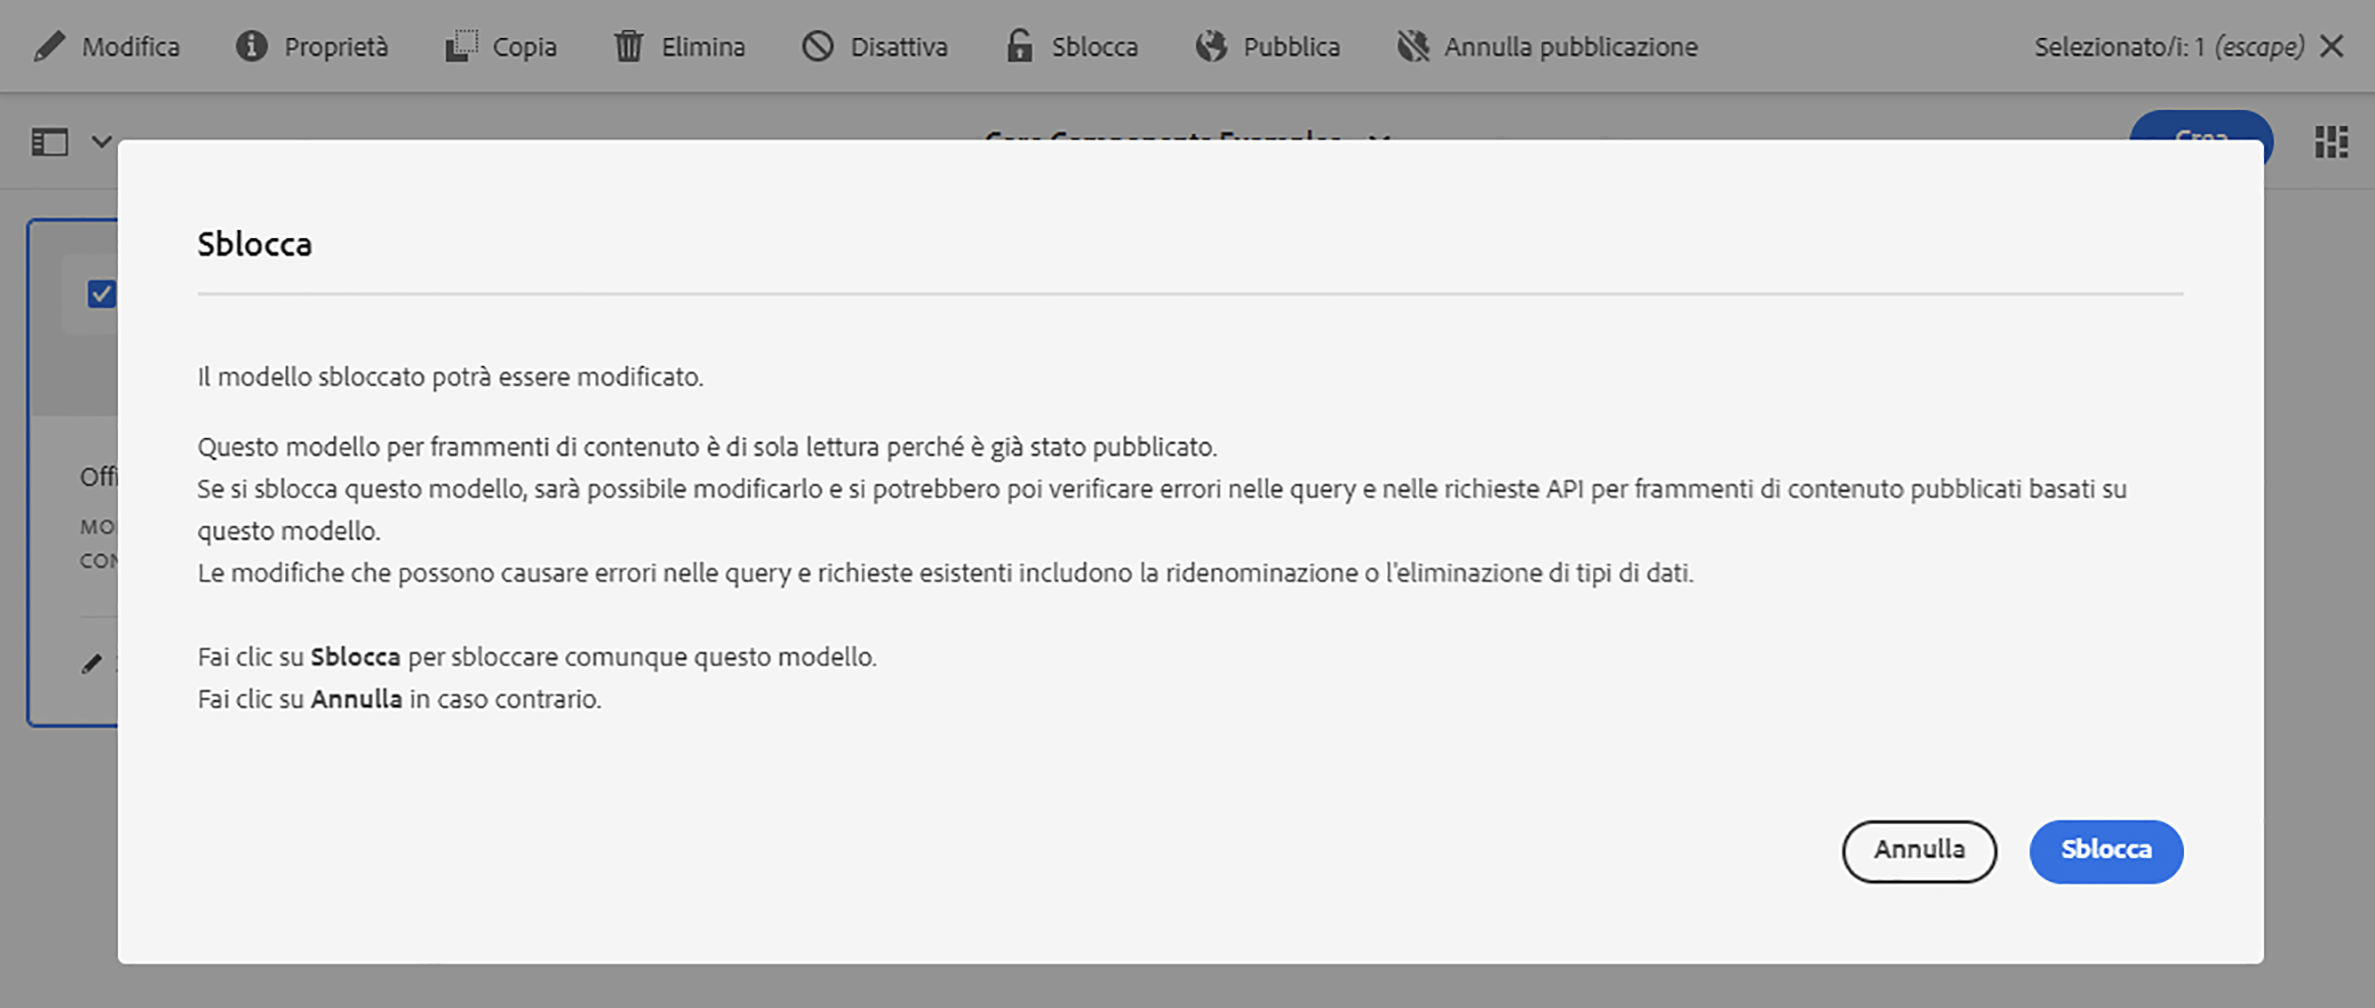 Modifica Proprietà Copia Elimina Disattiva Sblocca Pubblica Annulla pubblicazione Selezionato/i: 1 (escape)
Core Components Examples Crea
Sblocca
Il modello sbloccato potrà essere modificato.
Offi
Questo modello per frammenti di contenuto è di sola lettura perché è già stato pubblicato.
Se si sblocca questo modello, sarà possibile modificarlo e si potrebbero poi verificare errori nelle query e nelle richieste API per frammenti di contenuto pubblicati basati su
questo modello.
MO
CON
Le modifiche che possono causare errori nelle query e richieste esistenti includono la ridenominazione o l'eliminazione di tipi di dati.
Fai clic su Sblocca per sbloccare comunque questo modello.
Fai clic su Annulla in caso contrario.
Annulla Sblocca